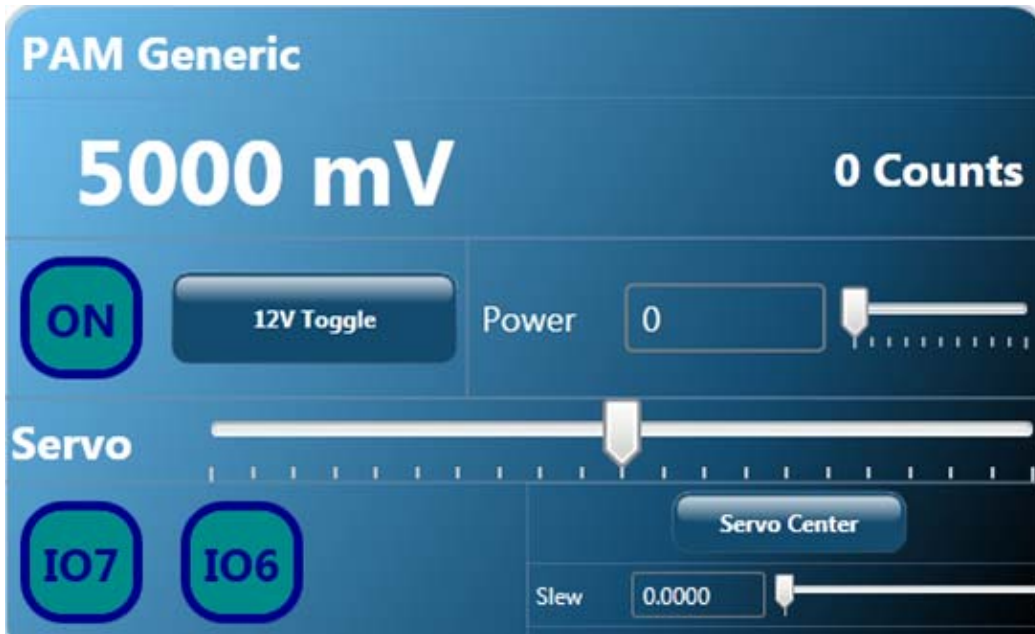 PAM Generic
5000 mV 0 Counts
ON 12V Toggle Power 0
Servo
IO7 IO6 Servo Center
Slew 0.0000